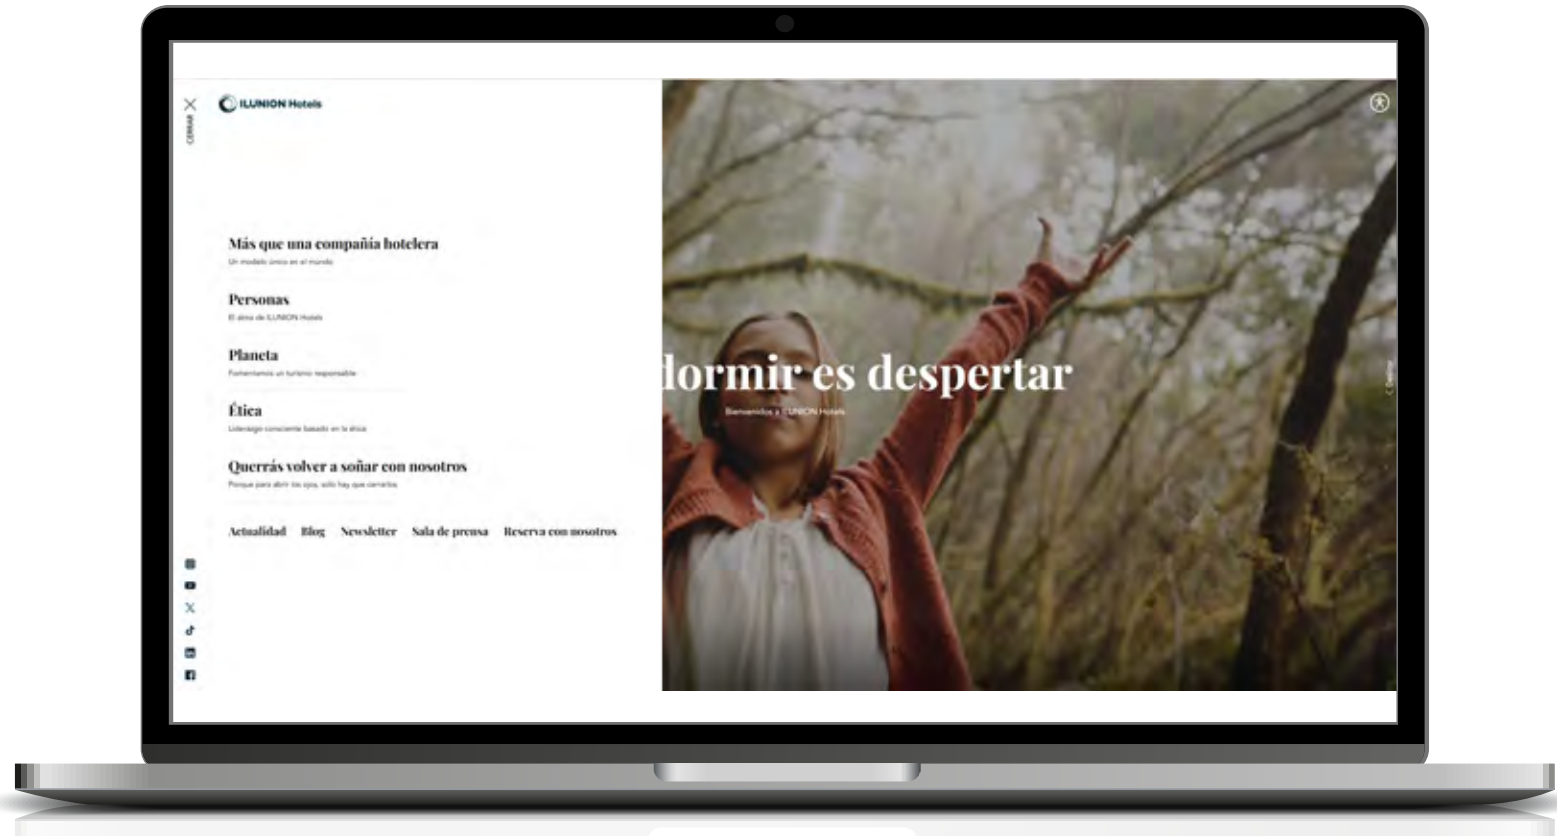 CERRAR
ILUNION Hotels
Más que una compañía hotelera
Un modelo único en el mundo
Personas
El alma de ILUNION Hotels
Planeta
Fomentamos un turismo responsable
Ética
Liderazgo consciente basado en la ética
Querrás volver a soñar con nosotros
Porque para abrir los ojos, solo hay que cerrarlos
Actualidad Blog Newsletter Sala de prensa Reserva con nosotros
dormir es despertar
Bienvenidos a ILUNION Hotels